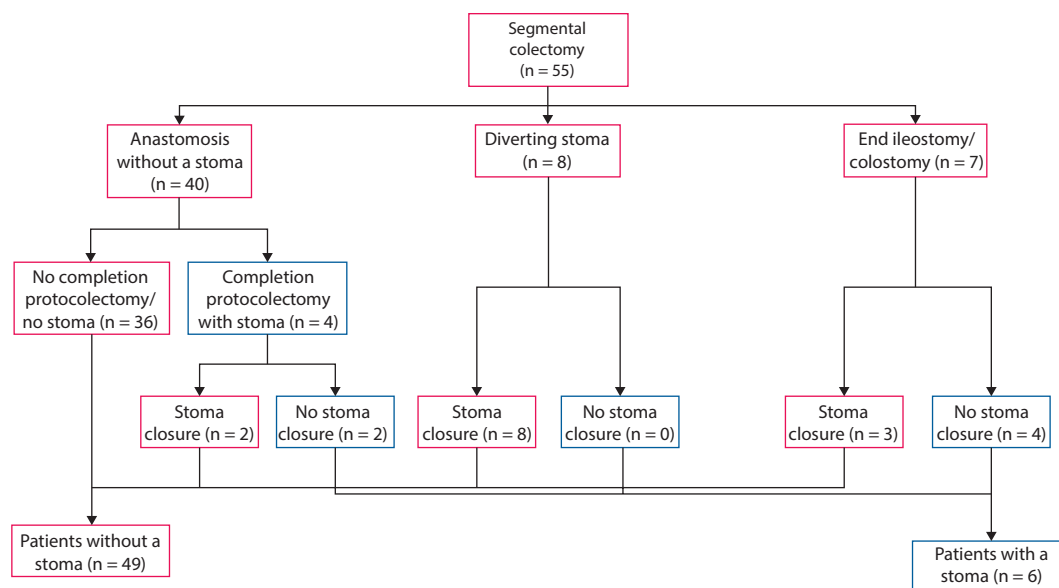 Segmental
colectomy
(n = 55)
Anastomosis
without a stoma
(n = 40)
Diverting stoma
(n = 8)
End ileostomy/
colostomy (n = 7)
No completion
protocolectomy/
no stoma (n = 36)
Completion
protocolectomy
with stoma (n = 4)
Stoma
closure (n = 2)
No stoma
closure (n = 2)
Stoma
closure (n = 8)
No stoma
closure (n = 0)
Stoma
closure (n = 3)
No stoma
closure (n = 4)
Patients without a
stoma (n = 49)
Patients with a
stoma (n = 6)